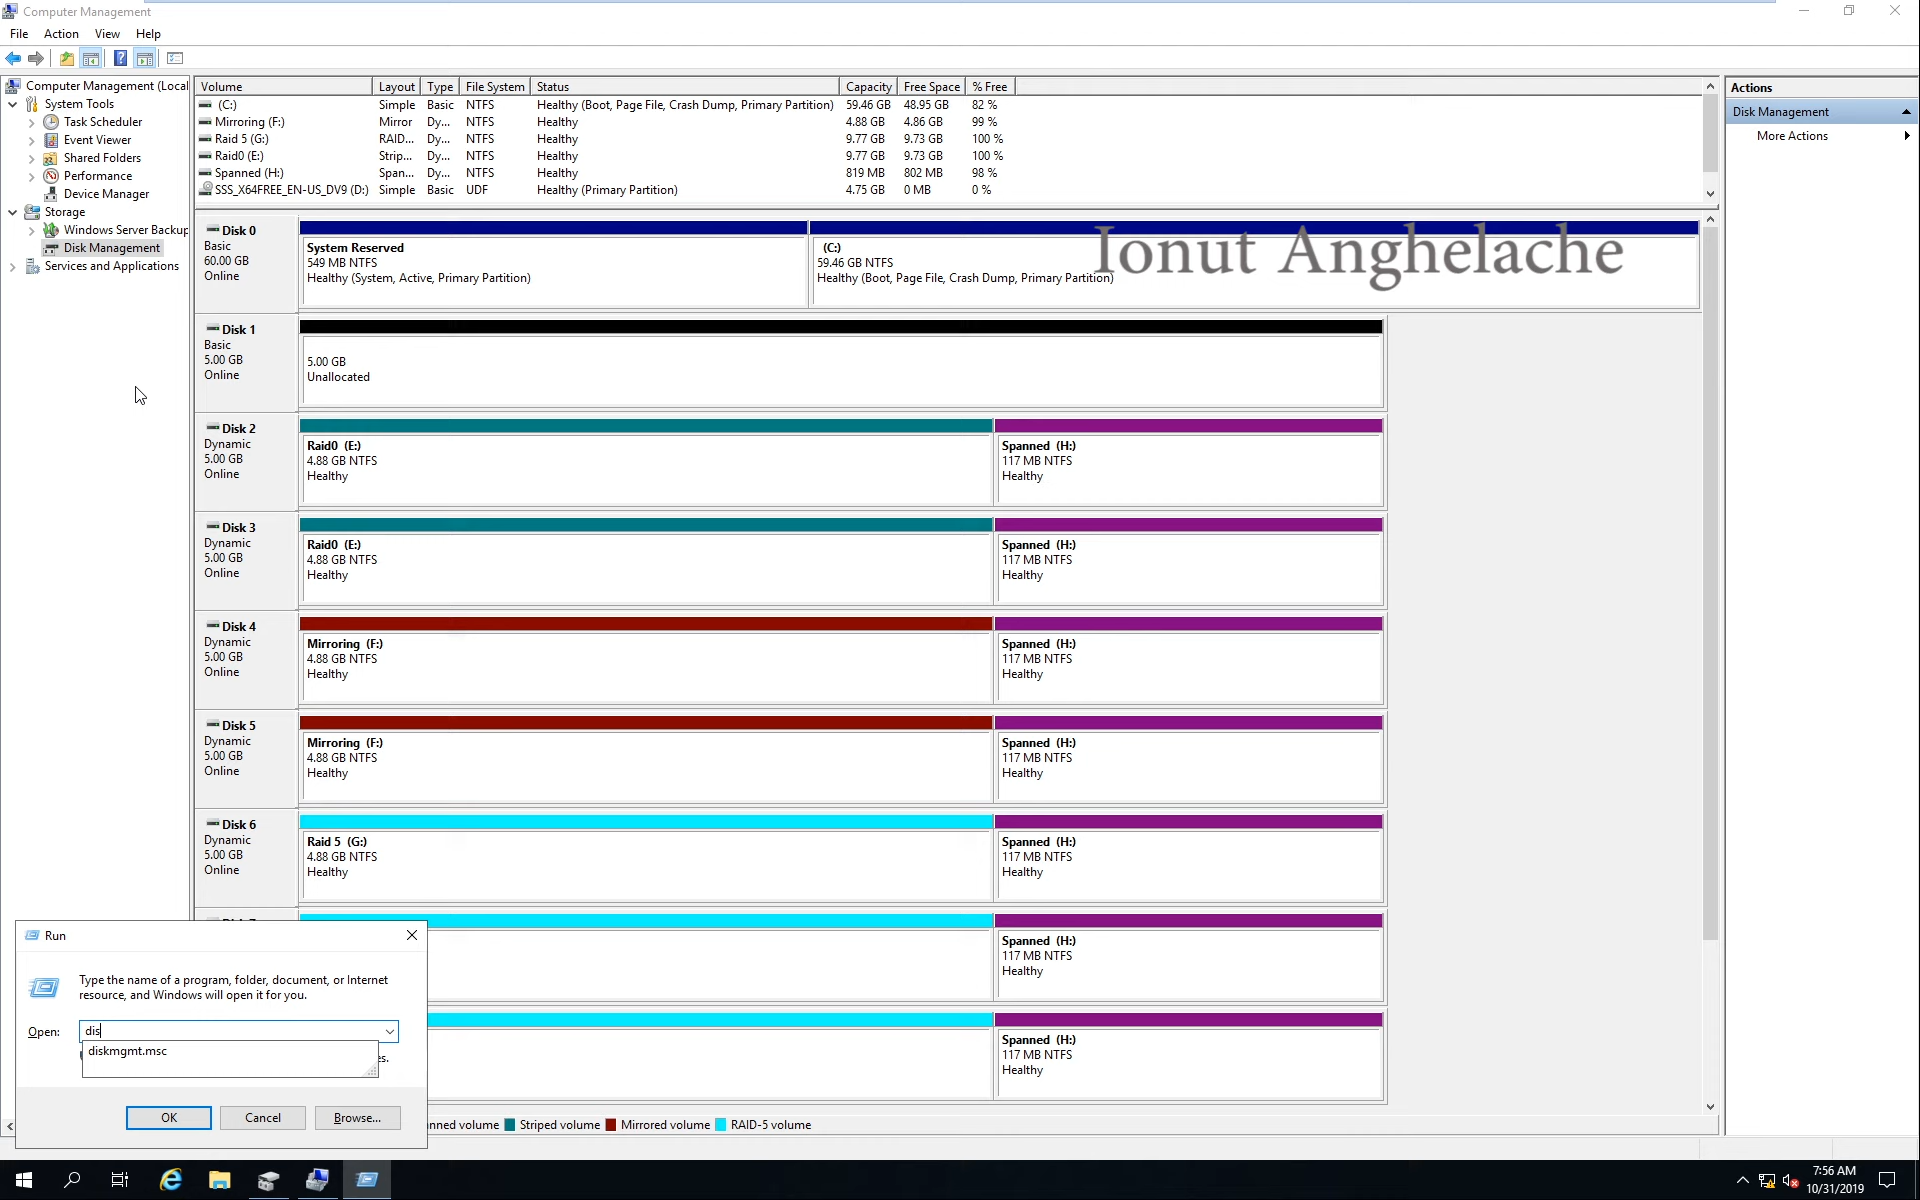 Computer Management
File Action View Help
Computer Management (Local
System Tools
Task Scheduler
Event Viewer
Shared Folders
Performance
Device Manager
Storage
Windows Server Backup
Disk Management
Services and Applications
Volume Layout Type File System Status Capacity Free Space % Free
(C:) Simple Basic NTFS Healthy (Boot, Page File, Crash Dump, Primary Partition) 59.46 GB 48.95 GB 82 %
Mirroring (F:) Mirror Dy... NTFS Healthy 4.88 GB 4.86 GB 99 %
Raid 5 (G:) RAID... Dy... NTFS Healthy 9.77 GB 9.73 GB 100 %
Raid0 (E:) Strip... Dy... NTFS Healthy 9.77 GB 9.73 GB 100 %
Spanned (H:) Span... Dy... NTFS Healthy 819 MB 802 MB 98 %
SSS_X64FREE_EN-US_DV9 (D:) Simple Basic UDF Healthy (Primary Partition) 4.75 GB 0 MB 0 %
Disk 0
Basic
60.00 GB
Online
System Reserved
549 MB NTFS
Healthy (System, Active, Primary Partition)
(C:)
59.46 GB NTFS
Healthy (Boot, Page File, Crash Dump, Primary Partition)
Ionut Anghelache
Disk 1
Basic
5.00 GB
Online
5.00 GB
Unallocated
Disk 2
Dynamic
5.00 GB
Online
Raid0 (E:)
4.88 GB NTFS
Healthy
Spanned (H:)
117 MB NTFS
Healthy
Disk 3
Dynamic
5.00 GB
Online
Raid0 (E:)
4.88 GB NTFS
Healthy
Spanned (H:)
117 MB NTFS
Healthy
Disk 4
Dynamic
5.00 GB
Online
Mirroring (F:)
4.88 GB NTFS
Healthy
Spanned (H:)
117 MB NTFS
Healthy
Disk 5
Dynamic
5.00 GB
Online
Mirroring (F:)
4.88 GB NTFS
Healthy
Spanned (H:)
117 MB NTFS
Healthy
Disk 6
Dynamic
5.00 GB
Online
Raid 5 (G:)
4.88 GB NTFS
Healthy
Spanned (H:)
117 MB NTFS
Healthy
Spanned (H:)
117 MB NTFS
Healthy
Spanned (H:)
117 MB NTFS
Healthy
nned volume Striped volume Mirrored volume RAID-5 volume
Actions
Disk Management
More Actions
Run
Type the name of a program, folder, document, or Internet
resource, and Windows will open it for you.
Open: dis
diskmgmt.msc
es.
OK Cancel Browse...
7:56 AM
10/31/2019